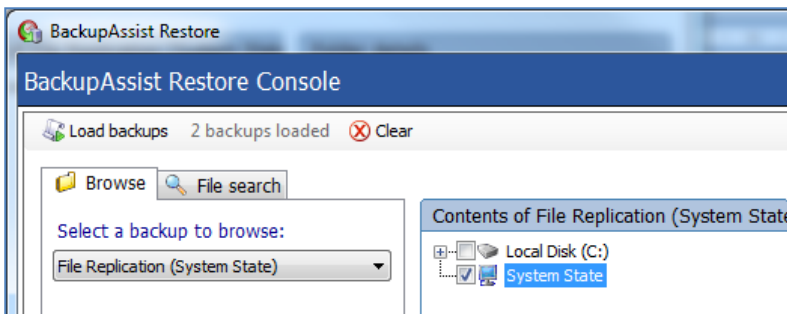 BackupAssist Restore
BackupAssist Restore Console
Load backups 2 backups loaded Clear
Browse File search
Select a backup to browse:
File Replication (System State)
Contents of File Replication (System State
Local Disk (C:)
System State